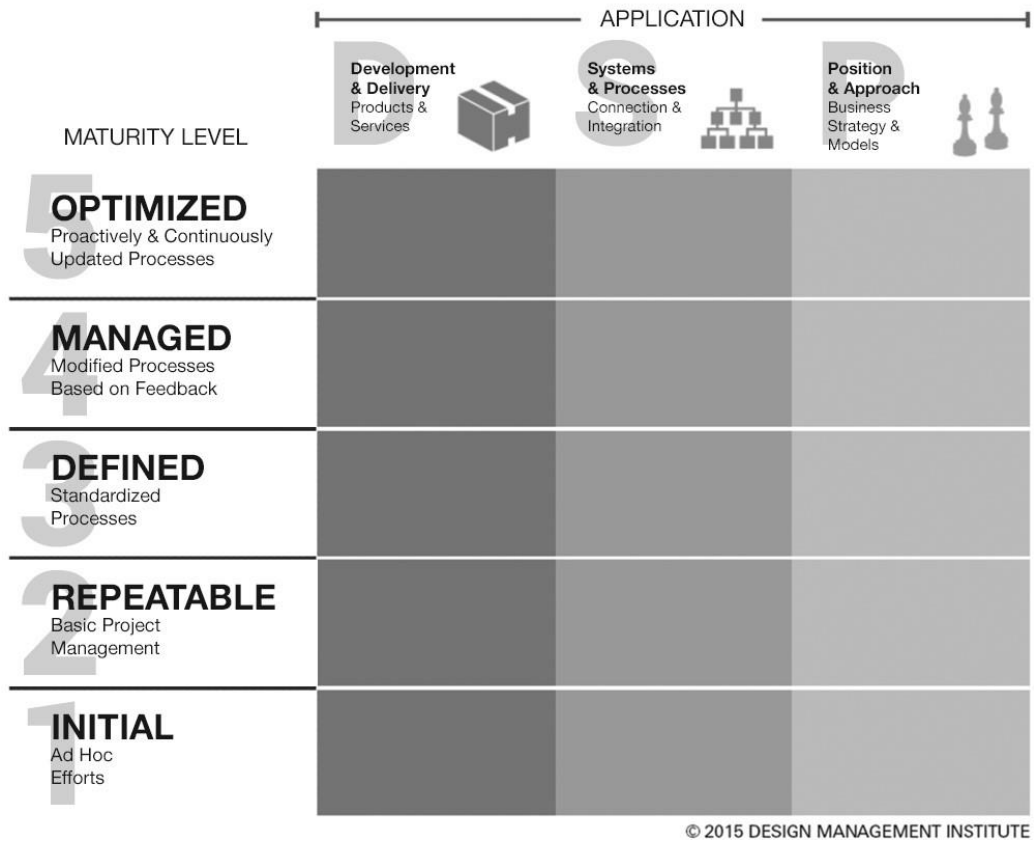 APPLICATION
MATURITY LEVEL
D
Development
& Delivery
Products &
Services
S
Systems
& Processes
Connection &
Integration
P
Position
& Approach
Business
Strategy &
Models
5
OPTIMIZED
Proactively & Continuously
Updated Processes
4
MANAGED
Modified Processes
Based on Feedback
3
DEFINED
Standardized
Processes
2
REPEATABLE
Basic Project
Management
1
INITIAL
Ad Hoc
Efforts
© 2015 DESIGN MANAGEMENT INSTITUTE